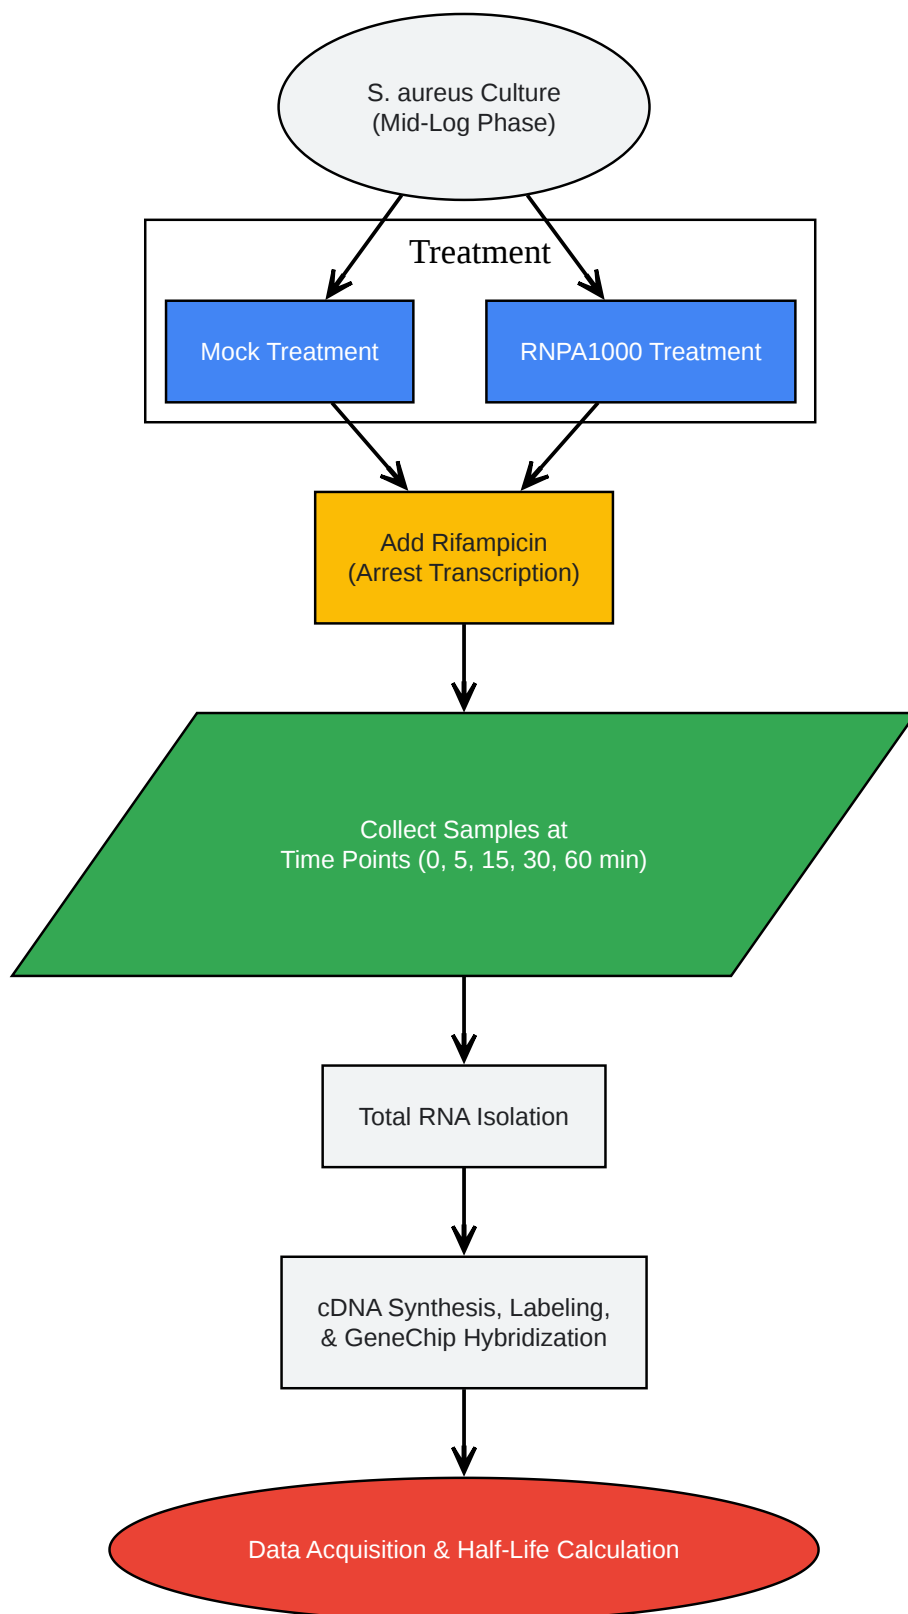 S. aureus Culture
(Mid-Log Phase)
Treatment
Mock Treatment
RNPA1000 Treatment
Add Rifampicin
(Arrest Transcription)
Collect Samples at
Time Points (0, 5, 15, 30, 60 min)
Total RNA Isolation
cDNA Synthesis, Labeling,
& GeneChip Hybridization
Data Acquisition & Half-Life Calculation